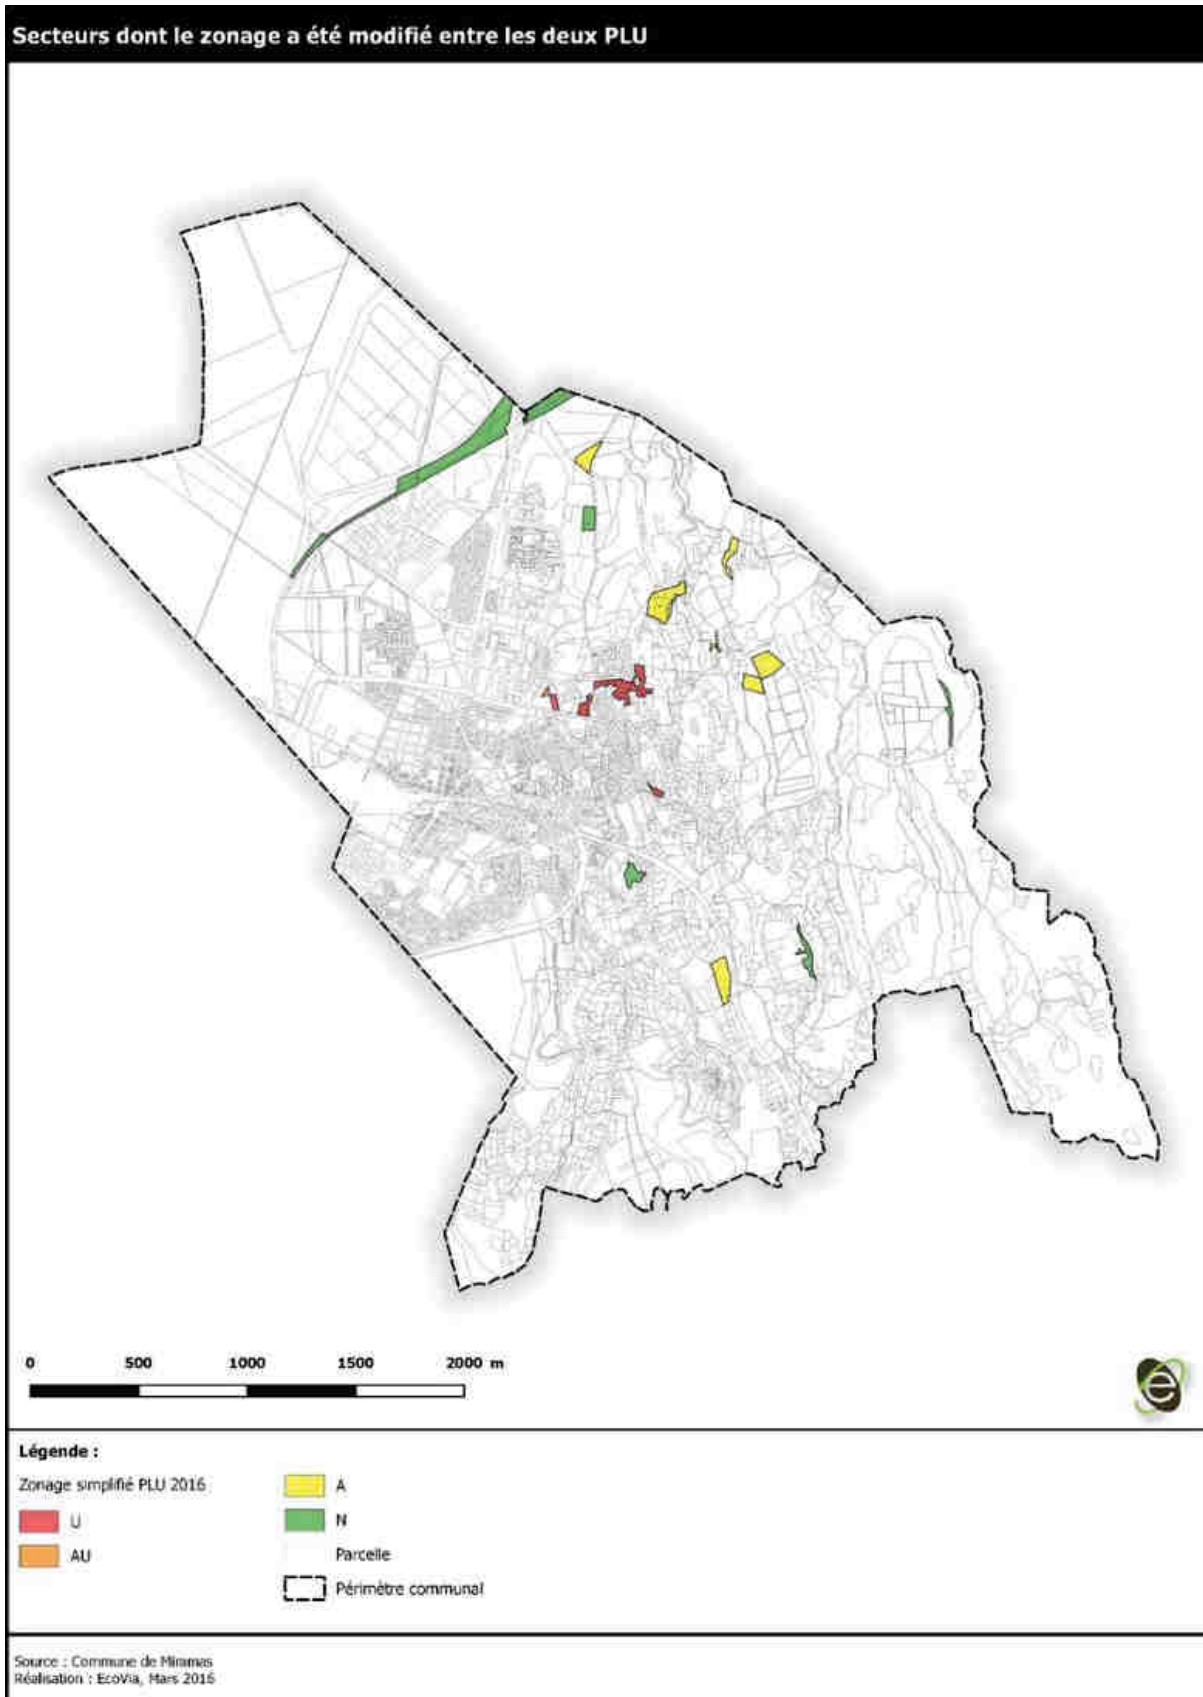 Secteurs dont le zonage a été modifié entre les deux PLU
0 500 1000 1500 2000 m
e
Légende :
Zonage simplifié PLU 2016
U
AU
A
N
Parcelle
Périmètre communal
Source : Commune de Miramas
Réalisation : EcoVia, Mars 2016